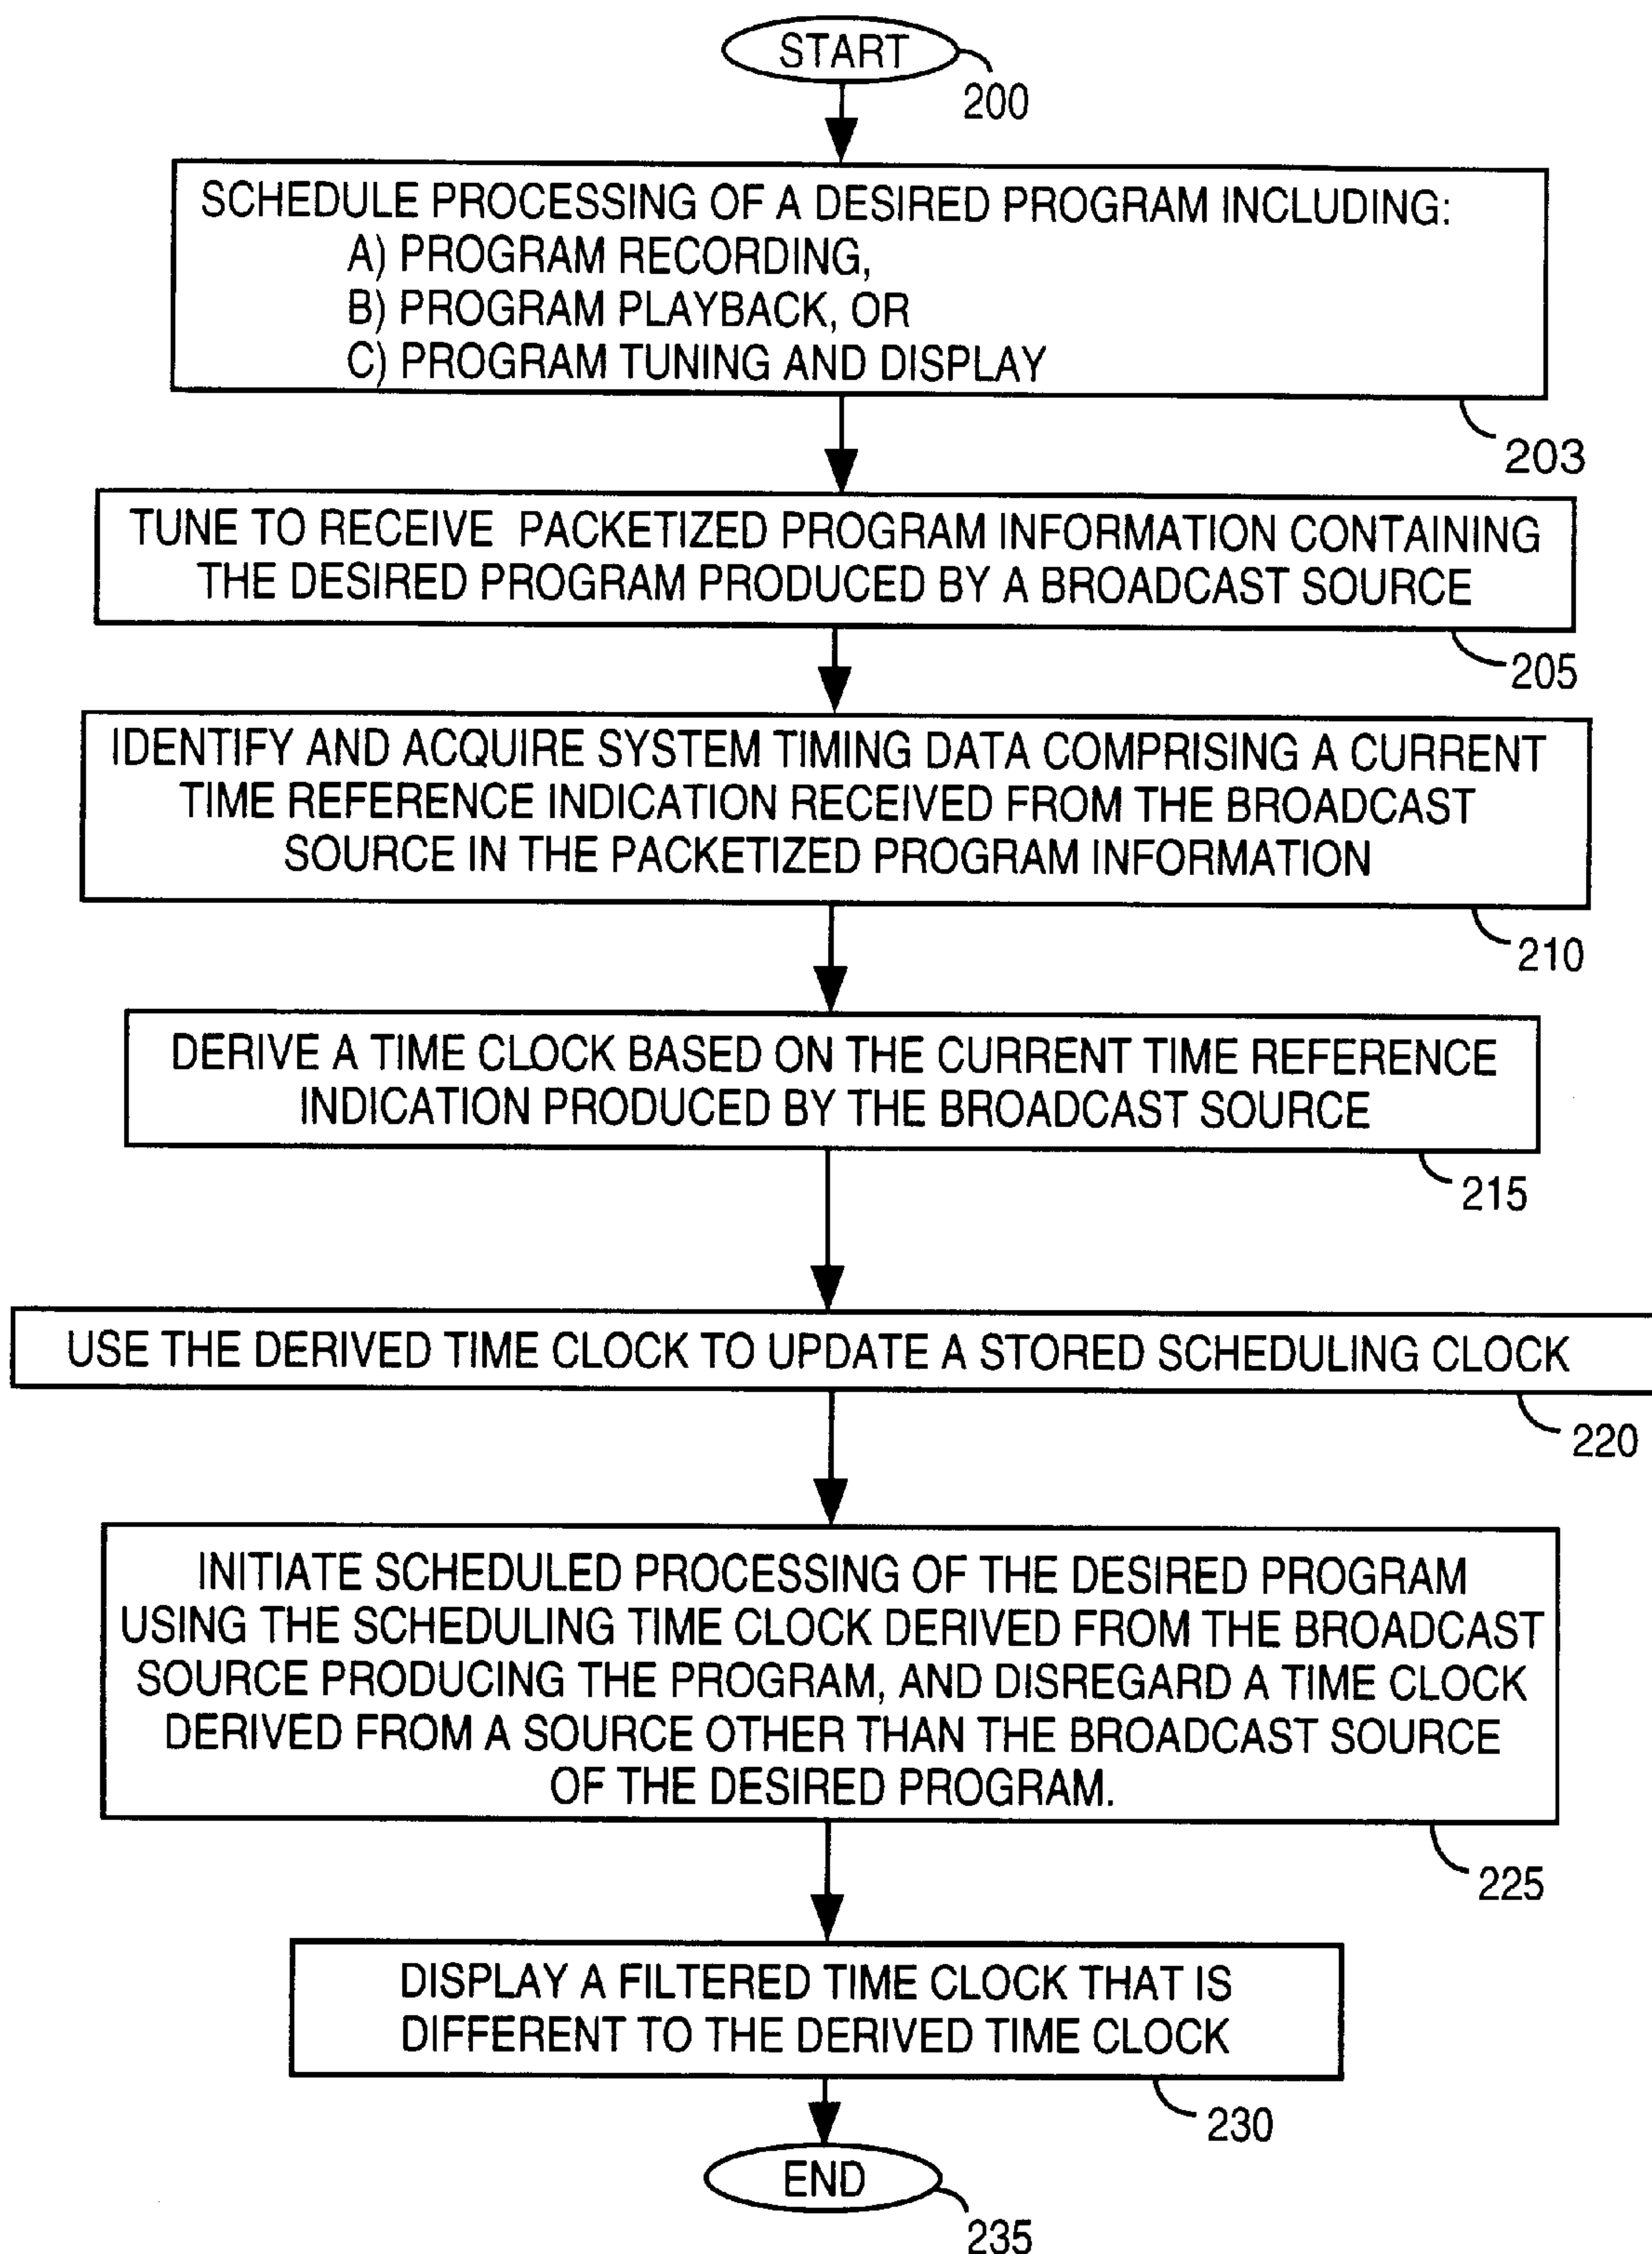 START
200
SCHEDULE PROCESSING OF A DESIRED PROGRAM INCLUDING:
A) PROGRAM RECORDING,
B) PROGRAM PLAYBACK, OR
C) PROGRAM TUNING AND DISPLAY
203
TUNE TO RECEIVE PACKETIZED PROGRAM INFORMATION CONTAINING
THE DESIRED PROGRAM PRODUCED BY A BROADCAST SOURCE
205
IDENTIFY AND ACQUIRE SYSTEM TIMING DATA COMPRISING A CURRENT
TIME REFERENCE INDICATION RECEIVED FROM THE BROADCAST
SOURCE IN THE PACKETIZED PROGRAM INFORMATION
210
DERIVE A TIME CLOCK BASED ON THE CURRENT TIME REFERENCE
INDICATION PRODUCED BY THE BROADCAST SOURCE
215
USE THE DERIVED TIME CLOCK TO UPDATE A STORED SCHEDULING CLOCK
220
INITIATE SCHEDULED PROCESSING OF THE DESIRED PROGRAM
USING THE SCHEDULING TIME CLOCK DERIVED FROM THE BROADCAST
SOURCE PRODUCING THE PROGRAM, AND DISREGARD A TIME CLOCK
DERIVED FROM A SOURCE OTHER THAN THE BROADCAST SOURCE
OF THE DESIRED PROGRAM.
225
DISPLAY A FILTERED TIME CLOCK THAT IS
DIFFERENT TO THE DERIVED TIME CLOCK
230
END
235